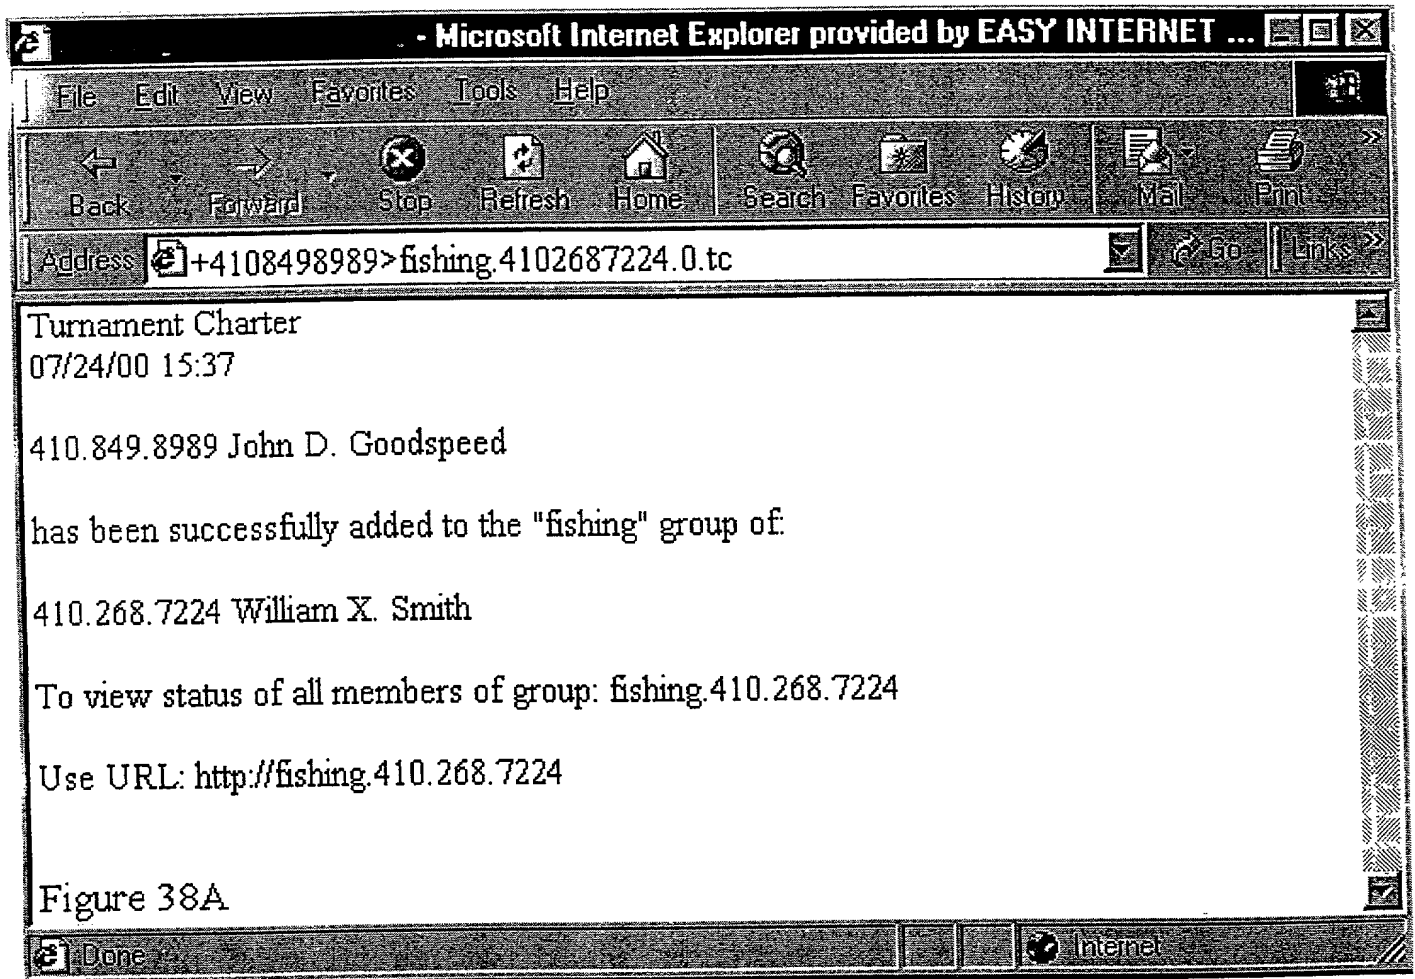 - Microsoft Internet Explorer provided by EASY INTERNET ...
File Edit View Favorites Tools Help
Back Forward Stop Refresh Home Search Favorites History Mail Print »
Address +4108498989>fishing.4102687224.0.tc Go Links »
Turnament Charter
07/24/00 15:37
410.849.8989 John D. Goodspeed
has been successfully added to the "fishing" group of:
410.268.7224 William X. Smith
To view status of all members of group: fishing.410.268.7224
Use URL: http://fishing.410.268.7224
Figure 38A
Done Internet